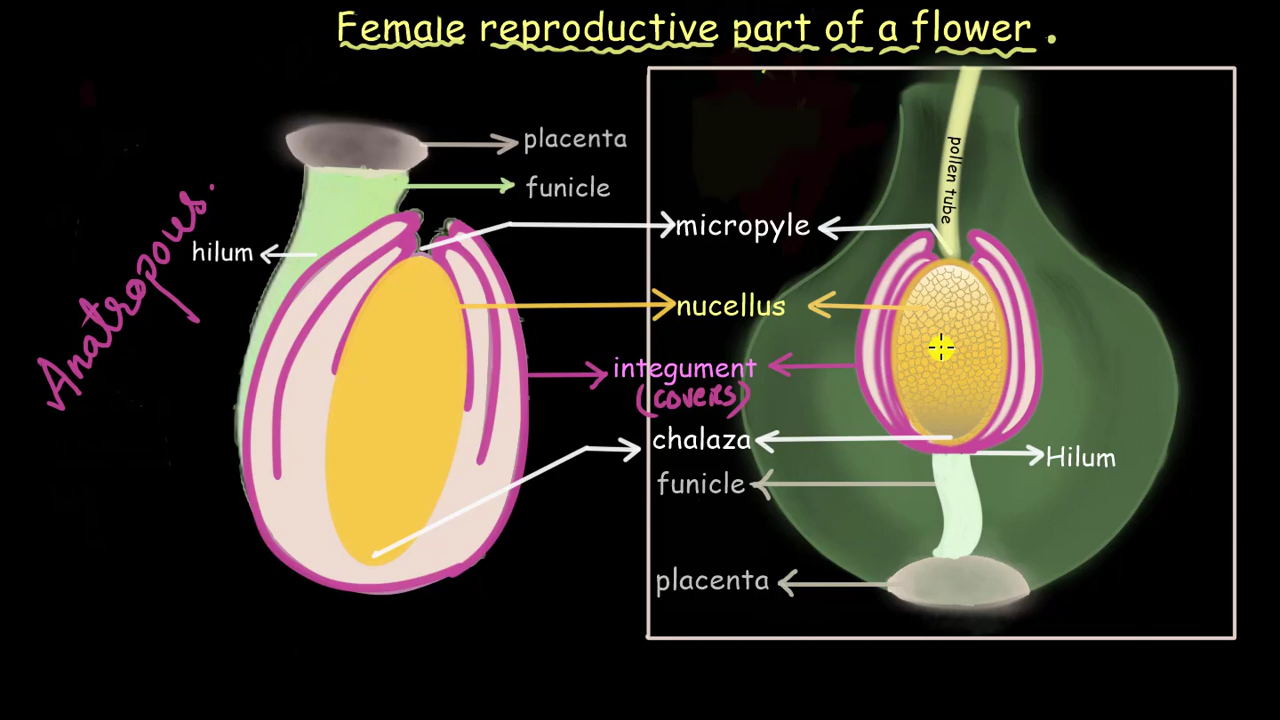 Female reproductive part of a flower .
placenta
funicle
hilum
Anatropous.
micropyle
nucellus
integument
(covers)
chalaza
funicle
placenta
pollen tube
Hilum